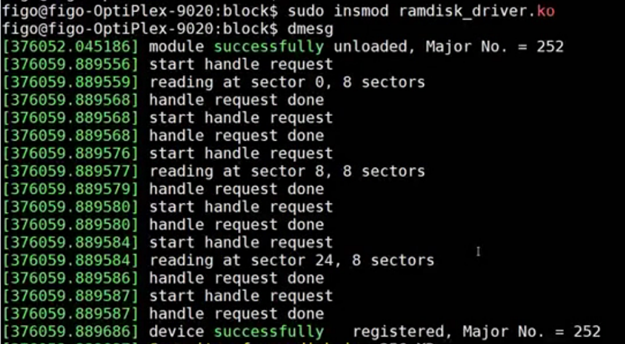 figo@figo-OptiPlex-9020:block$ sudo insmod ramdisk_driver.ko
figo@figo-OptiPlex-9020:block$ dmesg
[376052.045186] module successfully unloaded, Major No. = 252
[376059.889556] start handle request
[376059.889559] reading at sector 0, 8 sectors
[376059.889568] handle request done
[376059.889568] start handle request
[376059.889568] handle request done
[376059.889576] start handle request
[376059.889577] reading at sector 8, 8 sectors
[376059.889579] handle request done
[376059.889580] start handle request
[376059.889580] handle request done
[376059.889584] start handle request
[376059.889584] reading at sector 24, 8 sectors
[376059.889586] handle request done
[376059.889587] start handle request
[376059.889587] handle request done
[376059.889686] device successfully   registered, Major No. = 252